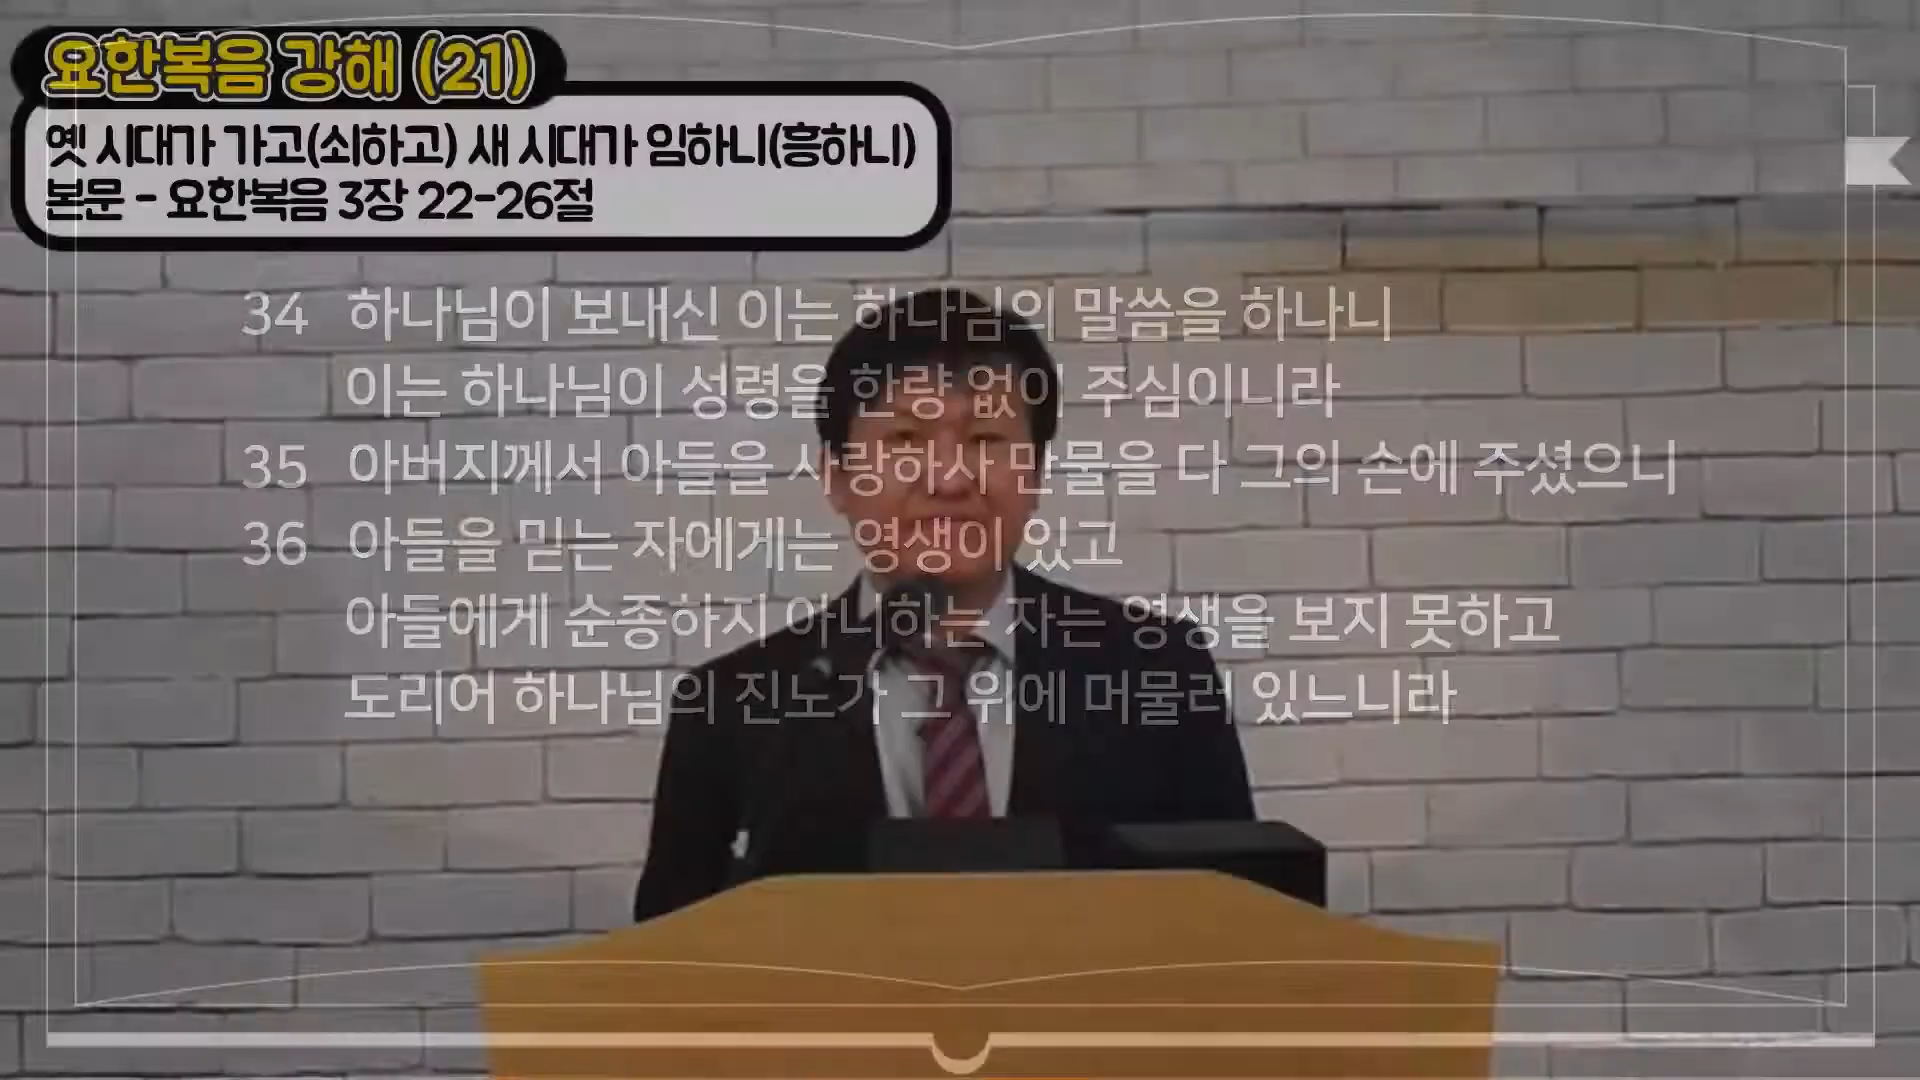 요한복음 강해 (21)
옛 시대가 가고(쇠하고) 새 시대가 임하니(흥하니)
본문 - 요한복음 3장 22-26절
34 하나님이 보내신 이는 하나님의 말씀을 하나니
이는 하나님이 성령을 한량 없이 주심이니라
35 아버지께서 아들을 사랑하사 만물을 다 그의 손에 주셨으니
36 아들을 믿는 자에게는 영생이 있고
아들에게 순종하지 아니하는 자는 영생을 보지 못하고
도리어 하나님의 진노가 그 위에 머물러 있느니라